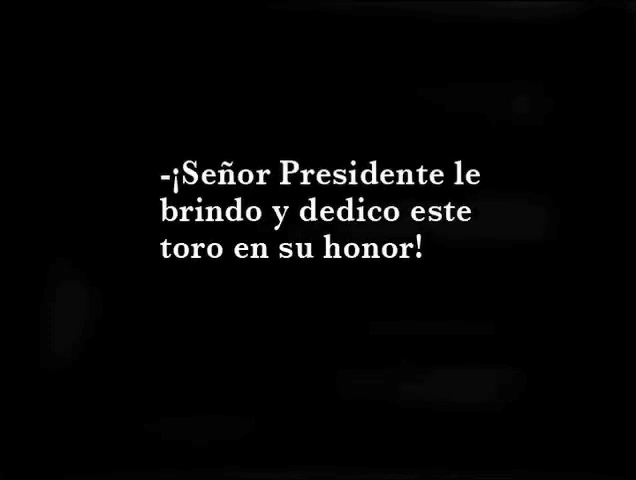 -¡Señor Presidente le
brindo y dedico este
toro en su honor!